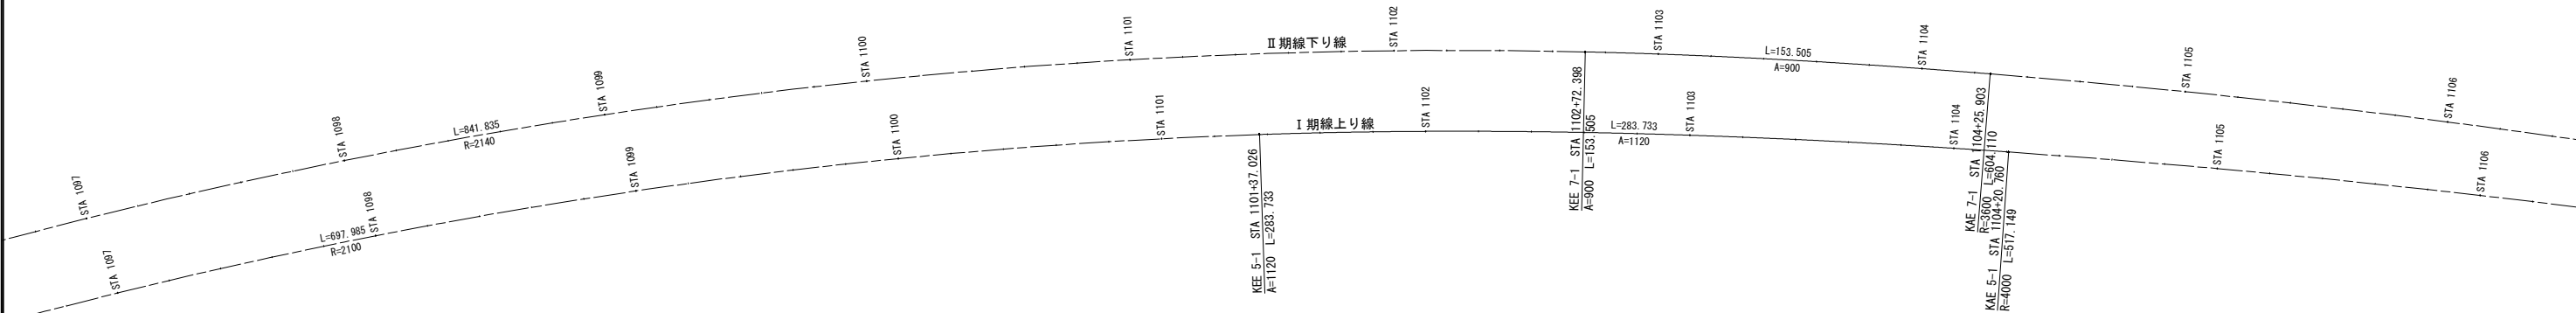 Ⅱ期線下り線
STA 1097
STA 1098
L=841.835
R=2140
STA 1099
STA 1100
STA 1101
STA 1102
STA 1103
L=153.505
A=900
STA 1104
STA 1105
STA 1106
KEE 7-1 STA 1102+72.398
A=900 L=153.505
KAE 7-1 STA 1104+25.903
R=3600 L=604.110
Ⅰ期線上り線
STA 1097
L=697.985
R=2100
STA 1098
STA 1099
STA 1100
STA 1101
STA 1102
L=283.733
A=1120
STA 1103
STA 1104
STA 1105
STA 1106
KEE 5-1 STA 1101+37.026
A=1120 L=283.733
KAE 5-1 STA 1104+20.760
R=4000 L=517.149